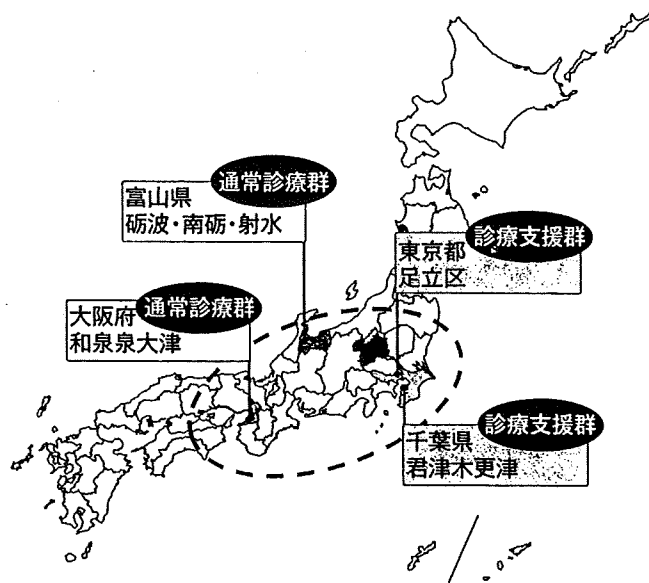 通常診療群
富山県
砺波・南砺・射水
診療支援群
東京都
足立区
通常診療群
大阪府
和泉泉大津
診療支援群
千葉県
君津木更津